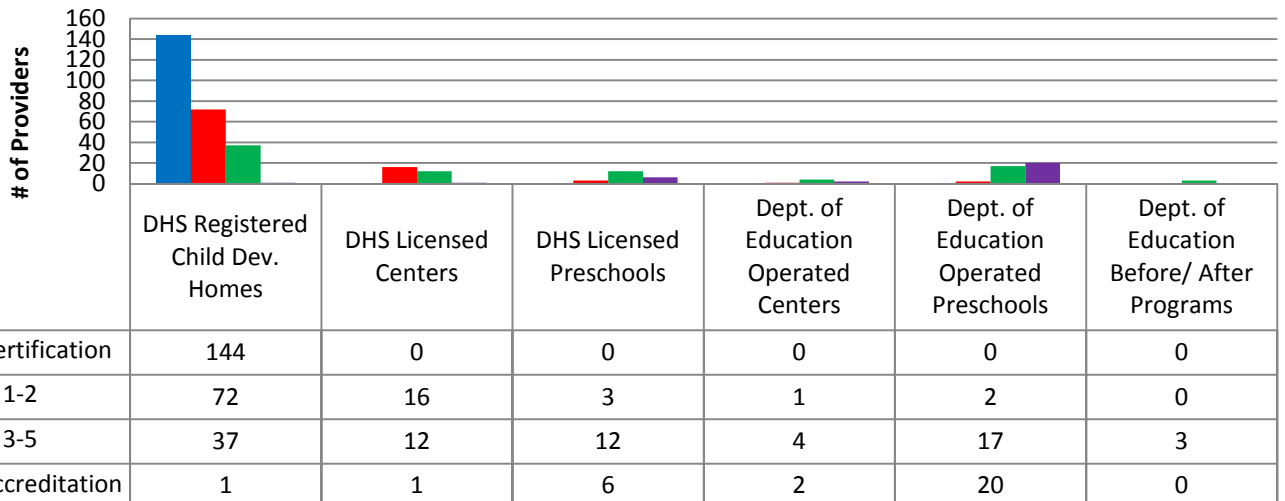 # of Providers
160
140
120
100
80
60
40
20
0
DHS Registered
Child Dev.
Homes
DHS Licensed
Centers
DHS Licensed
Preschools
Dept. of
Education
Operated
Centers
Dept. of
Education
Operated
Preschools
Dept. of
Education
Before/ After
Programs
ertification 144 0 0 0 0 0
1-2 72 16 3 1 2 0
3-5 37 12 12 4 17 3
ccreditation 1 1 6 2 20 0